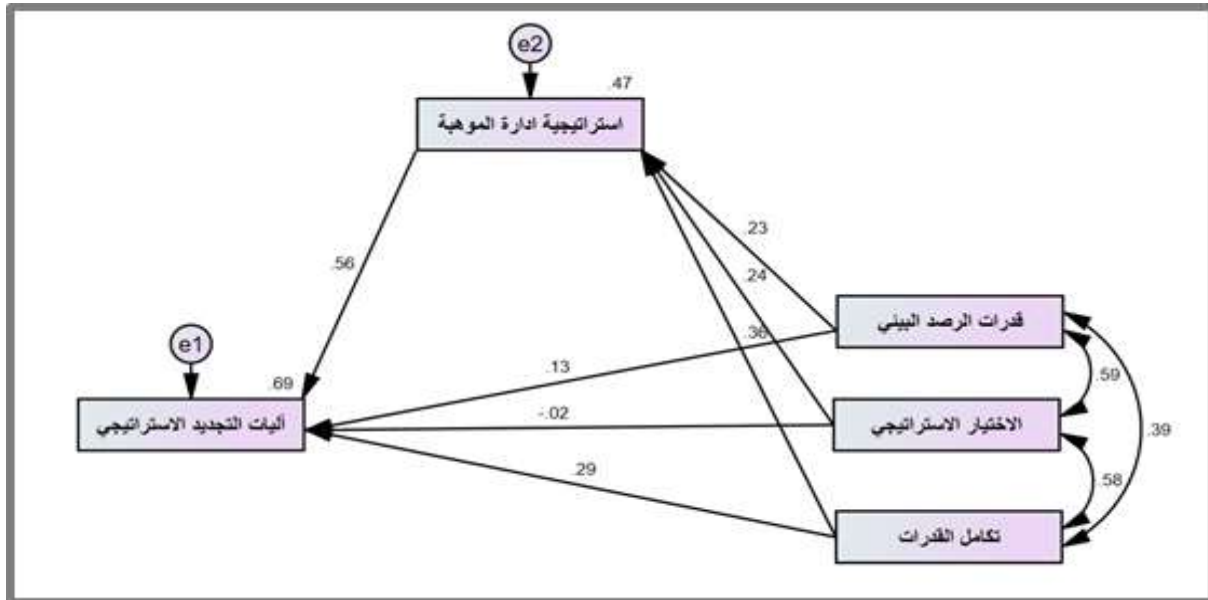 e2
.47
استراتيجية ادارة الموهبة
.23
.56
.24
قدرات الرصد البيئي
.36
e1
.13
.59
.69
-.02
الاختيار الاستراتيجي
.39
أليات التجديد الاستراتيجي
.29
.58
تكامل القدرات